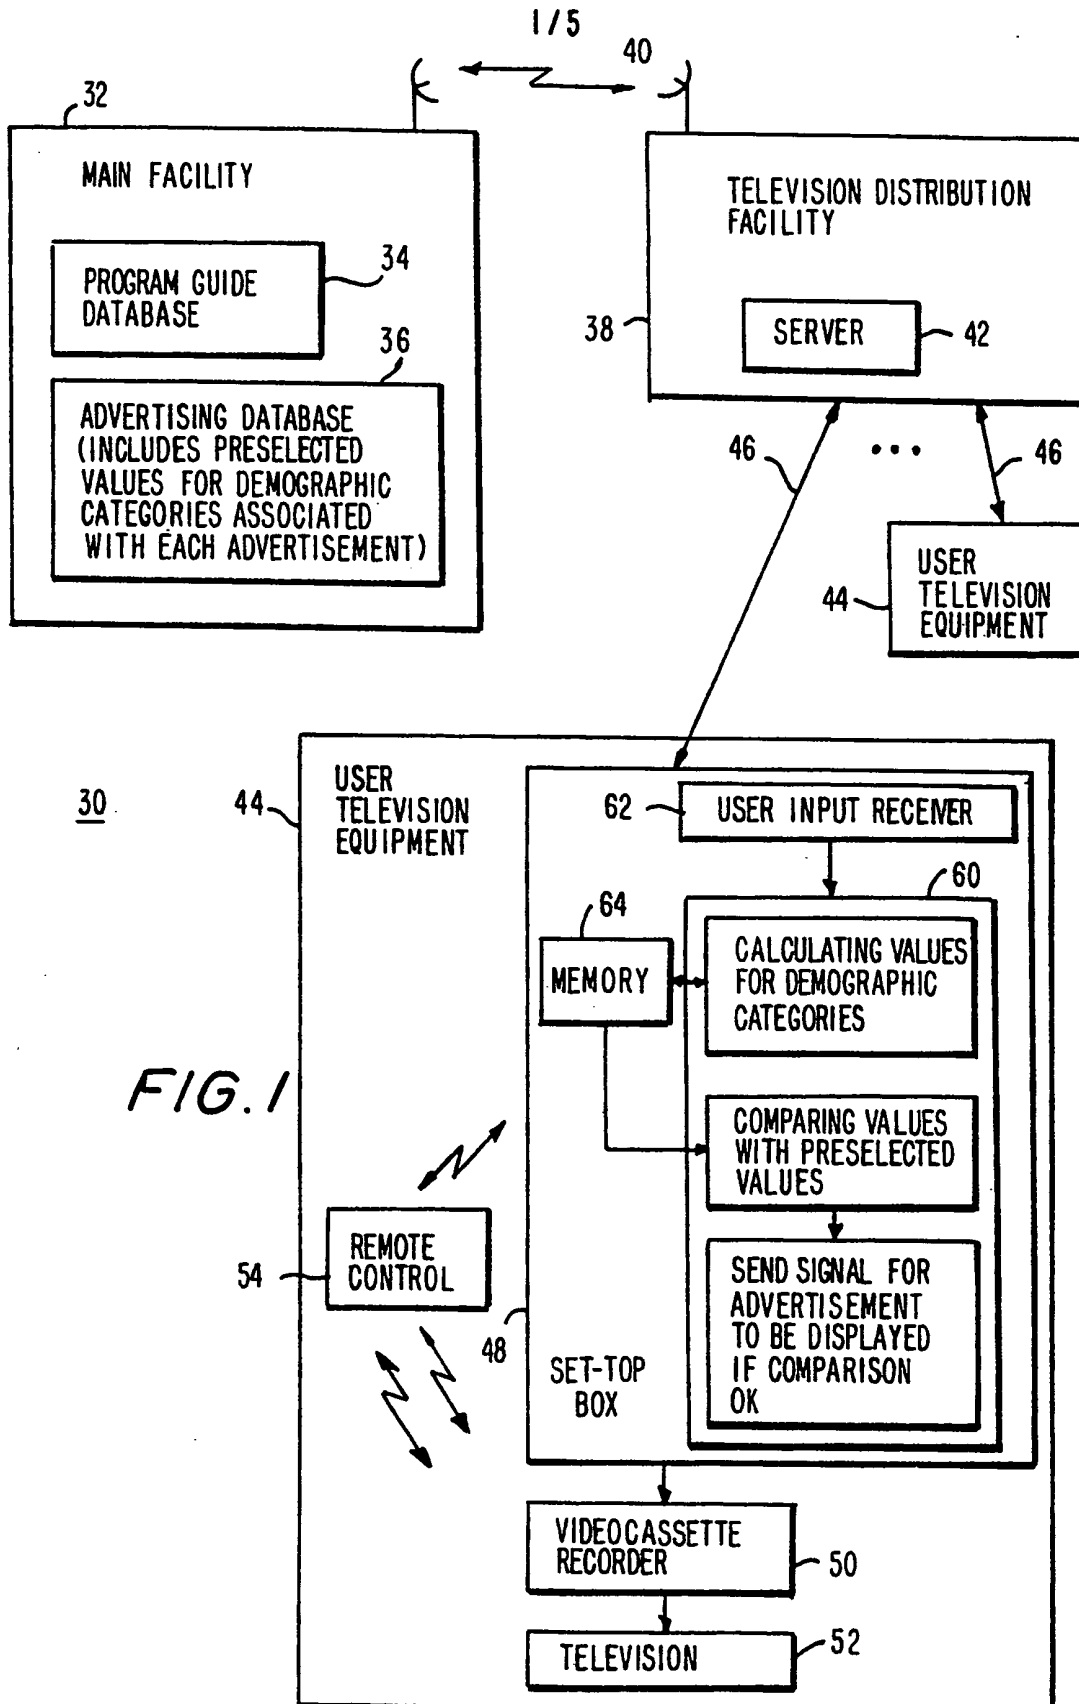 1/5
40
32
MAIN FACILITY
34
PROGRAM GUIDE
DATABASE
36
ADVERTISING DATABASE
(INCLUDES PRESELECTED
VALUES FOR DEMOGRAPHIC
CATEGORIES ASSOCIATED
WITH EACH ADVERTISEMENT)
TELEVISION DISTRIBUTION
FACILITY
38
SERVER
42
46
...
46
44
USER
TELEVISION
EQUIPMENT
30
44
USER
TELEVISION
EQUIPMENT
62
USER INPUT RECEIVER
60
64
MEMORY
CALCULATING VALUES
FOR DEMOGRAPHIC
CATEGORIES
FIG.1
COMPARING VALUES
WITH PRESELECTED
VALUES
REMOTE
CONTROL
54
SEND SIGNAL FOR
ADVERTISEMENT
TO BE DISPLAYED
IF COMPARISON
OK
48
SET-TOP
BOX
VIDEOCASSETTE
RECORDER
50
TELEVISION
52